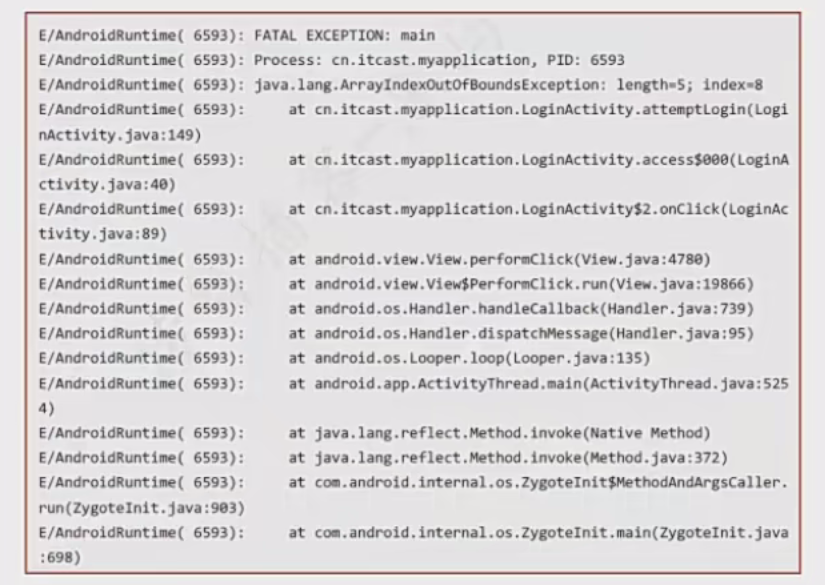 E/AndroidRuntime( 6593): FATAL EXCEPTION: main
E/AndroidRuntime( 6593): Process: cn.itcast.myapplication, PID: 6593
E/AndroidRuntime( 6593): java.lang.ArrayIndexOutOfBoundsException: length=5; index=8
E/AndroidRuntime( 6593):     at cn.itcast.myapplication.LoginActivity.attemptLogin(Logi
nActivity.java:149)
E/AndroidRuntime( 6593):     at cn.itcast.myapplication.LoginActivity.access$000(LoginA
ctivity.java:40)
E/AndroidRuntime( 6593):     at cn.itcast.myapplication.LoginActivity$2.onClick(LoginAc
tivity.java:89)
E/AndroidRuntime( 6593):     at android.view.View.performClick(View.java:4780)
E/AndroidRuntime( 6593):     at android.view.View$PerformClick.run(View.java:19866)
E/AndroidRuntime( 6593):     at android.os.Handler.handleCallback(Handler.java:739)
E/AndroidRuntime( 6593):     at android.os.Handler.dispatchMessage(Handler.java:95)
E/AndroidRuntime( 6593):     at android.os.Looper.loop(Looper.java:135)
E/AndroidRuntime( 6593):     at android.app.ActivityThread.main(ActivityThread.java:525
4)
E/AndroidRuntime( 6593):     at java.lang.reflect.Method.invoke(Native Method)
E/AndroidRuntime( 6593):     at java.lang.reflect.Method.invoke(Method.java:372)
E/AndroidRuntime( 6593):     at com.android.internal.os.ZygoteInit$MethodAndArgsCaller.
run(ZygoteInit.java:903)
E/AndroidRuntime( 6593):     at com.android.internal.os.ZygoteInit.main(ZygoteInit.java
:698)